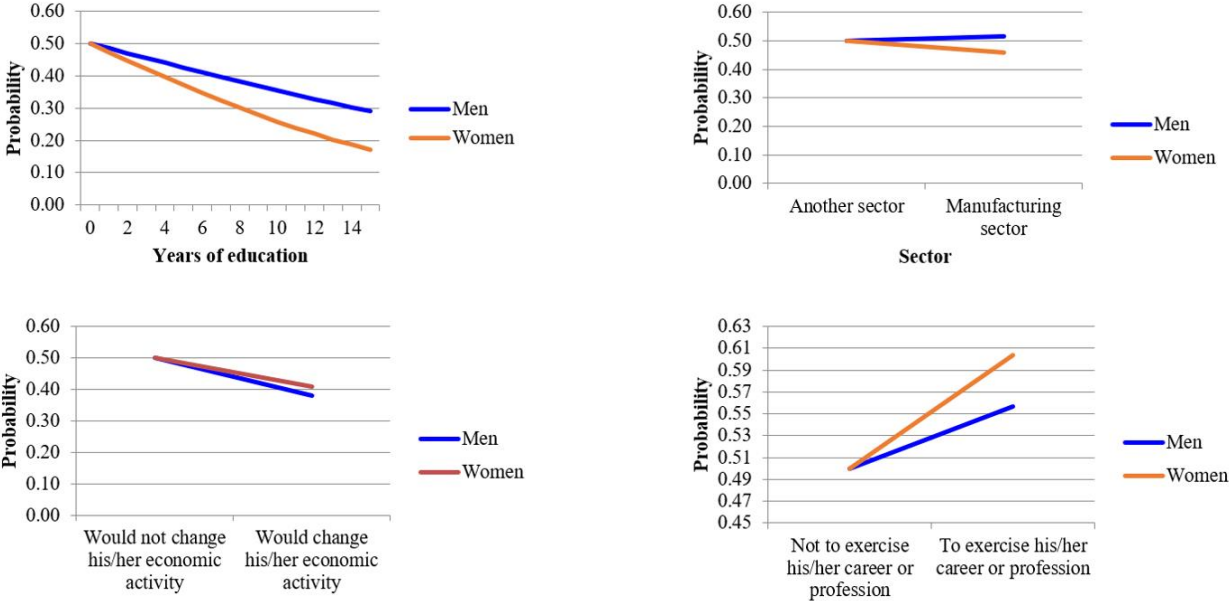 0.60
0.50
0.40
0.30
0.20
0.10
0.00
Probability
0 2 4 6 8 10 12 14
Years of education
Men
Women
0.60
0.50
0.40
0.30
0.20
0.10
0.00
Probability
Another sector
Manufacturing
sector
Sector
Men
Women
0.60
0.50
0.40
0.30
0.20
0.10
0.00
Probability
Would not change
his/her economic
activity
Would change
his/her economic
activity
Men
Women
0.63
0.61
0.59
0.57
0.55
0.53
0.51
0.49
0.47
0.45
Probability
Not to exercise
his/her career or
profession
To exercise his/her
career or profession
Men
Women